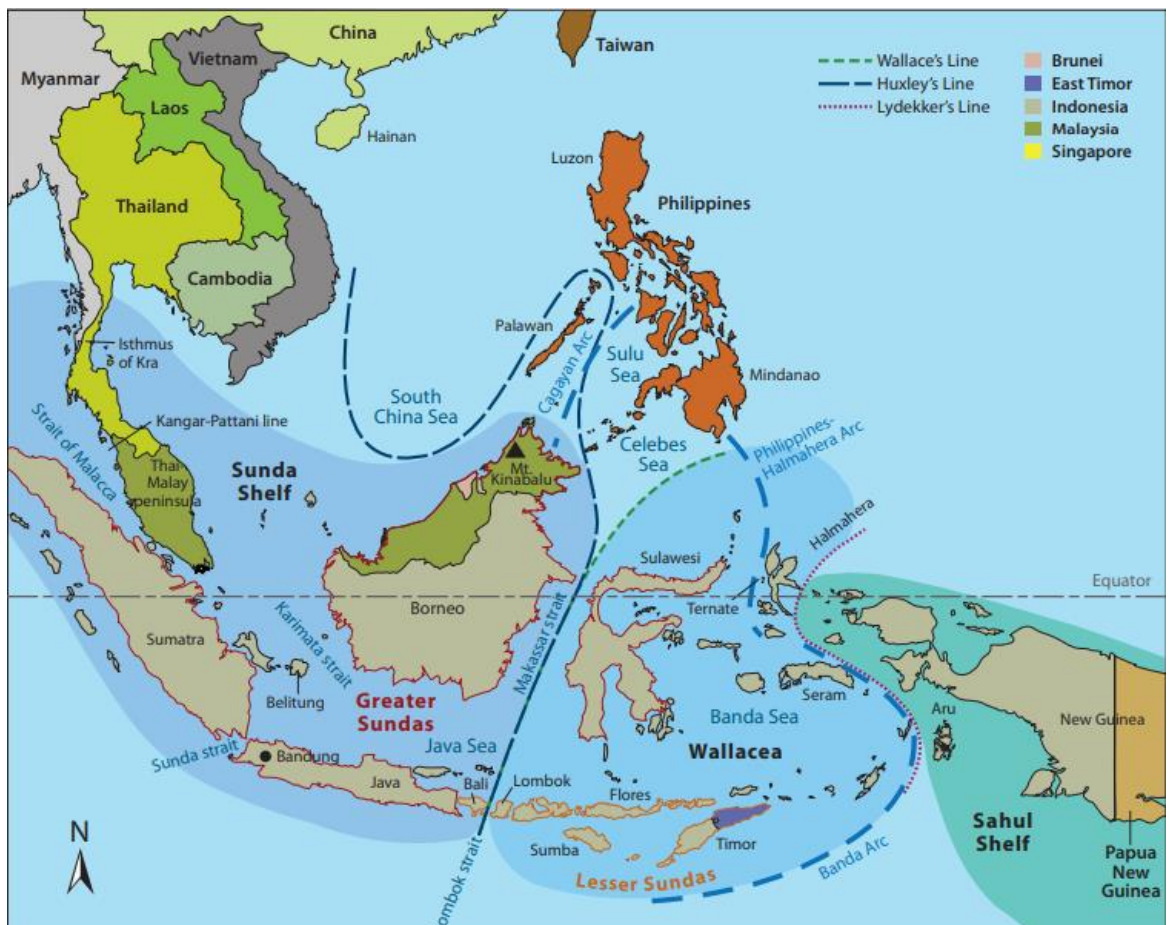 China
Taiwan
Vietnam
Myanmar
Laos
Hainan
Thailand
Cambodia
Wallace's Line
Huxley's Line
Lydekker's Line
Brunei
East Timor
Indonesia
Malaysia
Singapore
Luzon
Philippines
Palawan
Isthmus
of Kra
Cagayan Arc
Sulu
Sea
Mindanao
South
China Sea
Kangar-Pattani line
Strait of Malacca
Celebes
Sea
Philippines-
Halmahera Arc
Sunda
Shelf
Thai-
Malay
peninsula
Mt.
Kinabalu
Halmahera
Sulawesi
Equator
Borneo
Ternate
Makassar strait
Sumatra
Karimata strait
Belitung
Greater
Sundas
Seram
Aru
New Guinea
Banda Sea
Wallacea
Sunda strait
Bandung
Java Sea
Java
Bali
Lombok
Flores
Sumba
Timor
Lesser Sundas
Banda Arc
ombok strait
Sahul
Shelf
Papua
New
Guinea
N